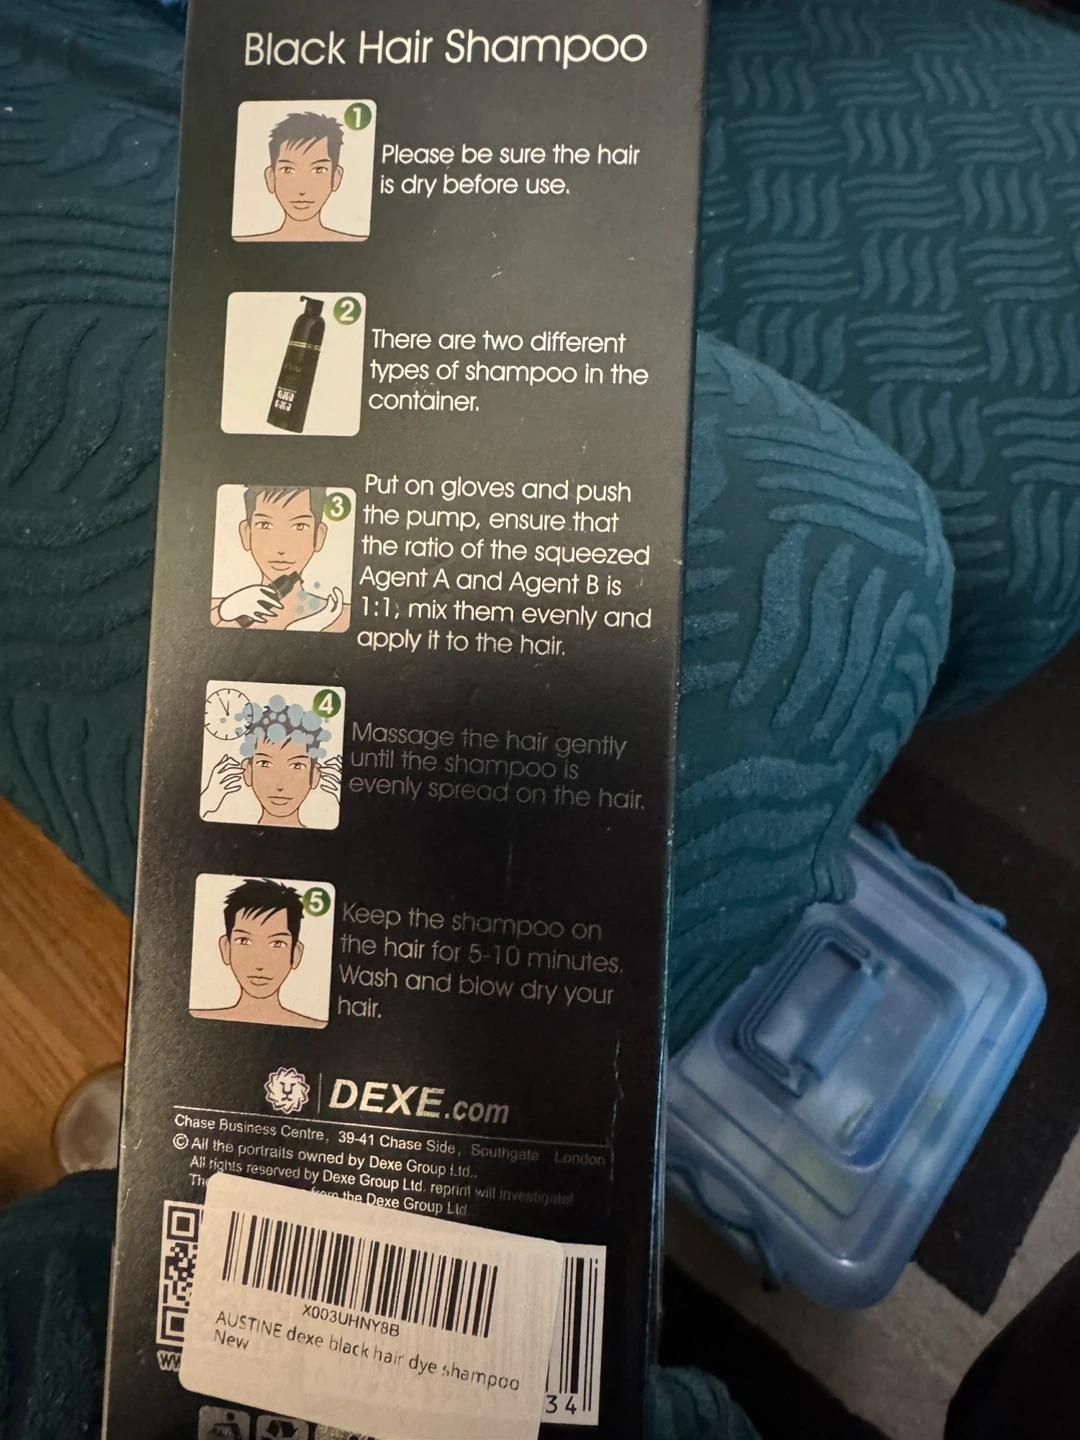 Black Hair Shampoo
1
Please be sure the hair
is dry before use.
2
There are two different
types of shampoo in the
container.
3
Put on gloves and push
the pump, ensure that
the ratio of the squeezed
Agent A and Agent B is
1:1, mix them evenly and
apply it to the hair.
4
Massage the hair gently
until the shampoo is
evenly spread on the hair.
5
Keep the shampoo on
the hair for 5-10 minutes.
Wash and blow dry your
hair.
DEXE.com
Chase Business Centre, 39-41 Chase Side, Southgate London
© All the portraits owned by Dexe Group Ltd..
All rights reserved by Dexe Group Ltd. reprint will investigate!
from the Dexe Group Ltd.
X003UHNY8B
AUSTINE dexe black hair dye shampoo
New
34